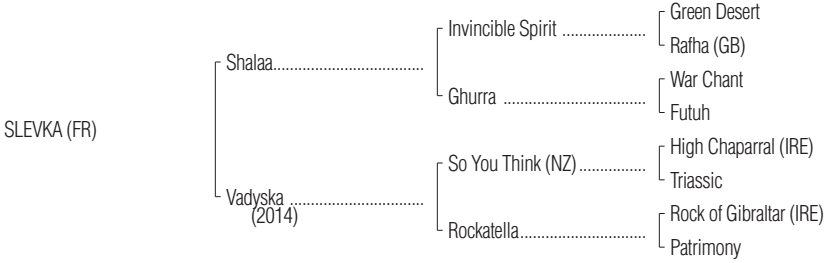 Green Desert
Invincible Spirit ....................
Rafha (GB)
Shalaa...................................
War Chant
Ghurra .................................
Futuh
SLEVKA (FR)
High Chaparral (IRE)
So You Think (NZ)................
Triassic
Vadyska ...............................
(2014)
Rock of Gibraltar (IRE)
Rockatella.............................
Patrimony